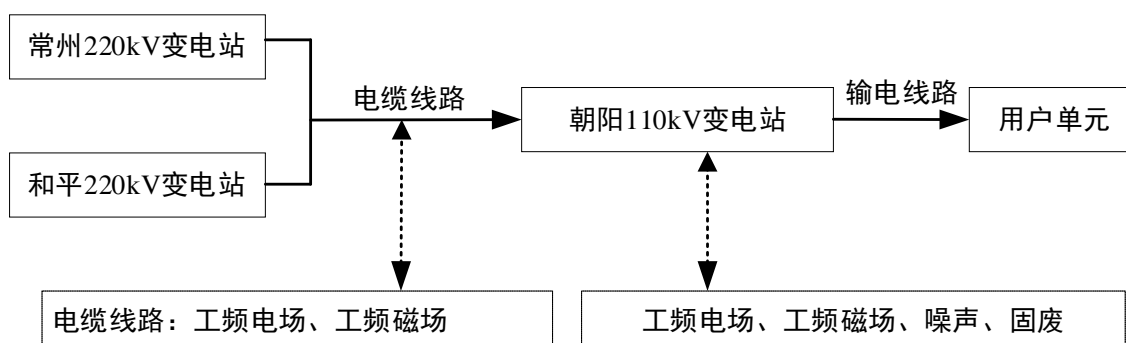 常州220kV变电站
电缆线路
朝阳110kV变电站
输电线路
用户单元
和平220kV变电站
电缆线路：工频电场、工频磁场
工频电场、工频磁场、噪声、固废